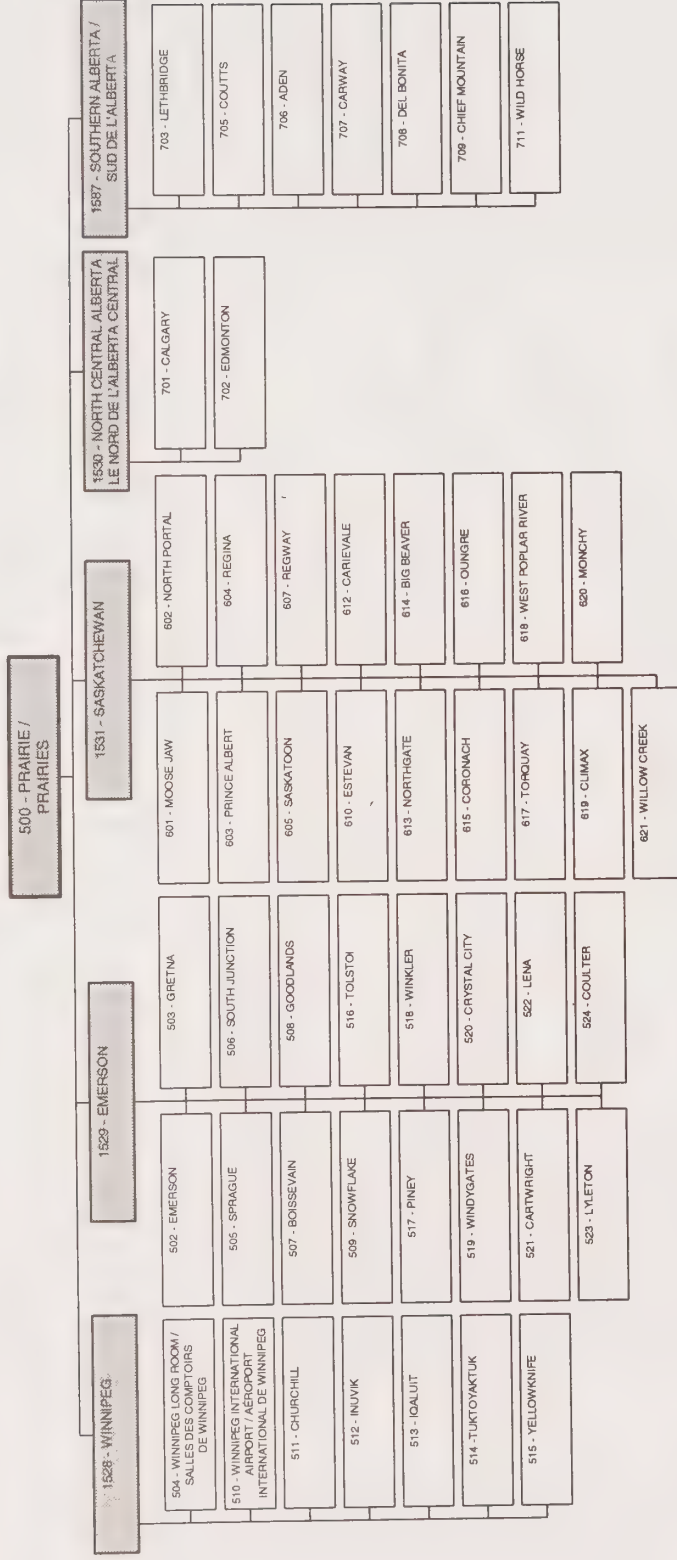 500 - PRAIRIE /
PRAIRIES
1528 - WINNIPEG
504 - WINNIPEG LONG ROOM /
SALLES DES COMPTOIRS
DE WINNIPEG
510 - WINNIPEG INTERNATIONAL
AIRPORT / AÉROPORT
INTERNATIONAL DE WINNIPEG
511 - CHURCHILL
512 - INUVIK
513 - IQALUIT
514 - TUKTOYAKTUK
515 - YELLOWKNIFE
1529 - EMERSON
502 - EMERSON
503 - GRETNA
505 - SPRAGUE
506 - SOUTH JUNCTION
507 - BOISSEVAIN
508 - GOODLANDS
509 - SNOWFLAKE
516 - TOLSTOI
517 - PINEY
518 - WINKLER
519 - WINDYGATES
520 - CRYSTAL CITY
521 - CARTWRIGHT
522 - LENA
523 - LYLETON
524 - COULTER
1531 - SASKATCHEWAN
601 - MOOSE JAW
602 - NORTH PORTAL
603 - PRINCE ALBERT
604 - REGINA
605 - SASKATOON
607 - REGWAY
610 - ESTEVAN
612 - CARIEVALE
613 - NORTHGATE
614 - BIG BEAVER
615 - CORONACH
616 - OUNGRE
617 - TORQUAY
618 - WEST POPLAR RIVER
619 - CLIMAX
620 - MONCHY
621 - WILLOW CREEK
1530 - NORTH CENTRAL ALBERTA
LE NORD DE L'ALBERTA CENTRAL
701 - CALGARY
702 - EDMONTON
1587 - SOUTHERN ALBERTA /
SUD DE L'ALBERTA
703 - LETHBRIDGE
705 - COUTTS
706 - ADEN
707 - CARWAY
708 - DEL BONITA
709 - CHIEF MOUNTAIN
711 - WILD HORSE